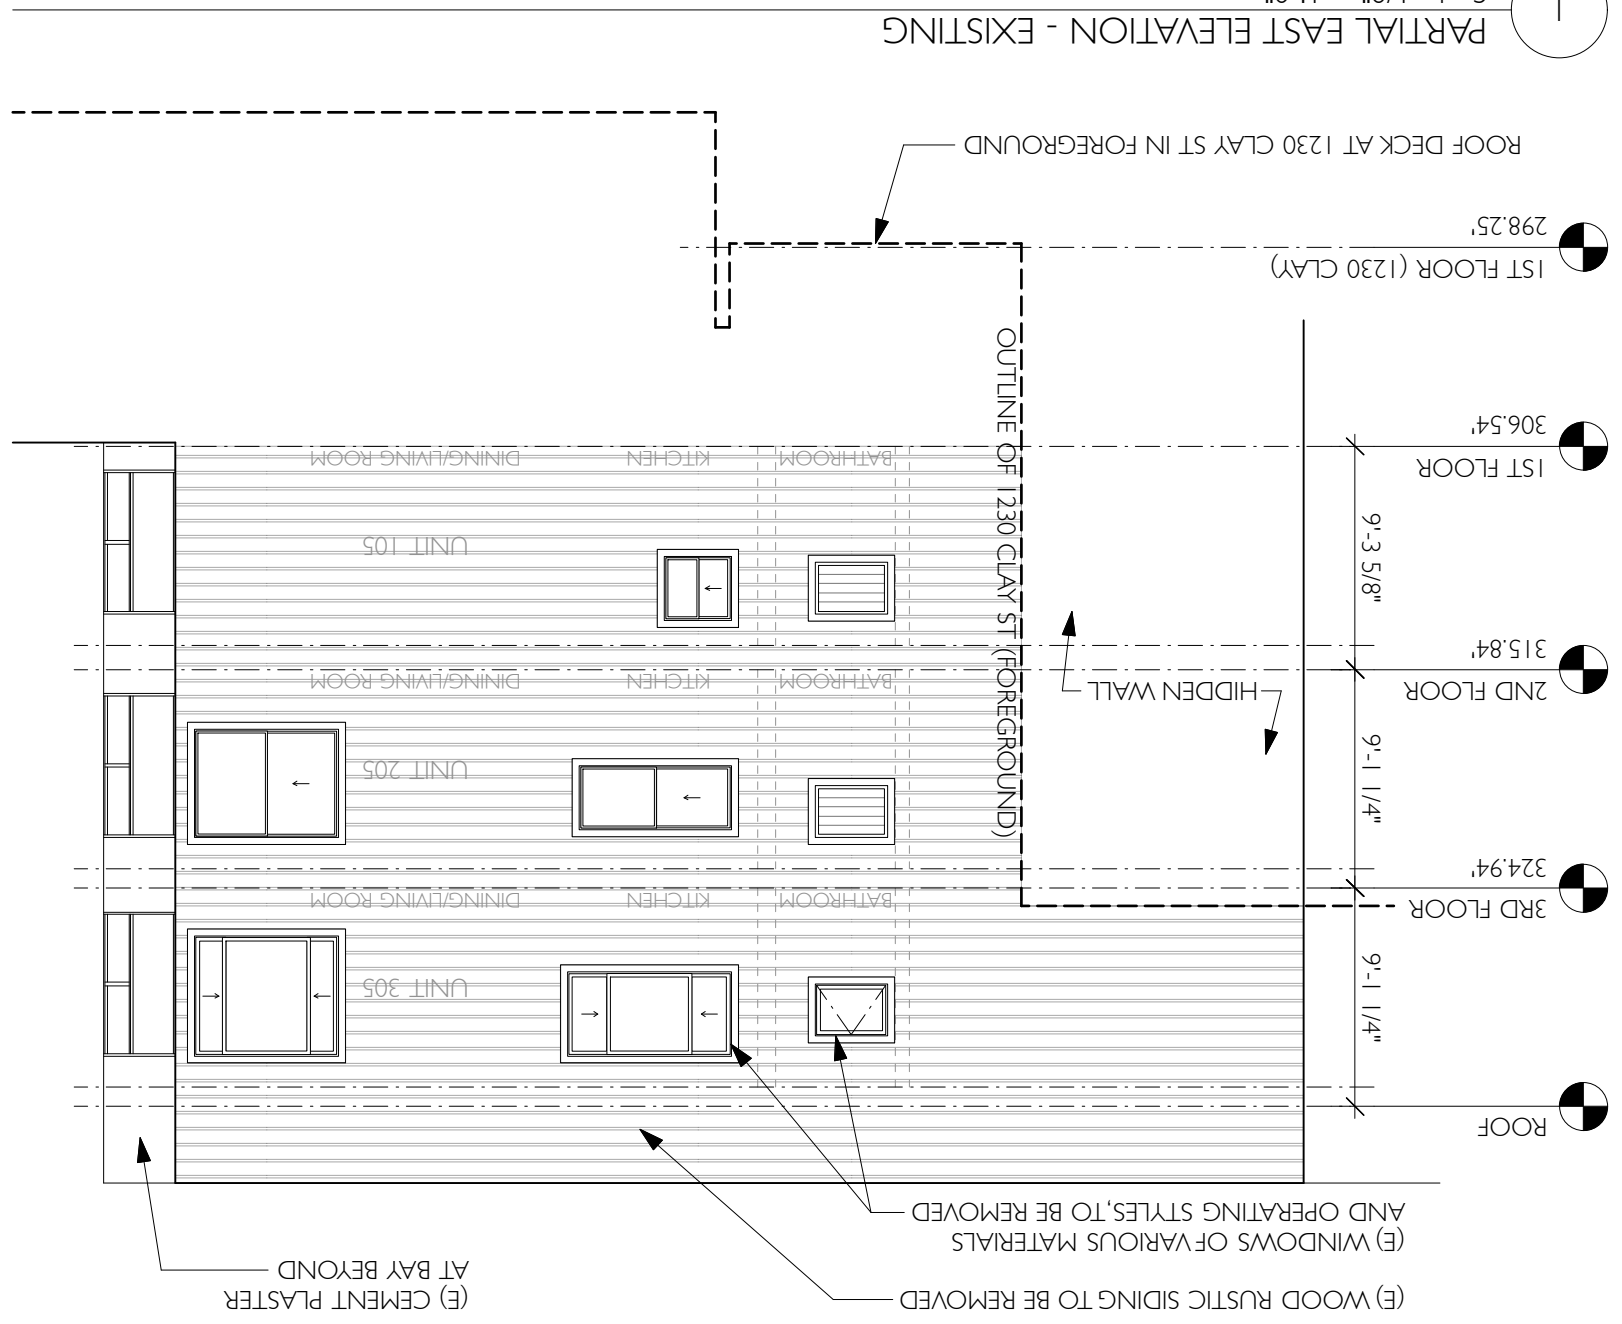 (E) WOOD RUSTIC SIDING TO BE REMOVED
(E) CEMENT PLASTER
AT BAY BEYOND
(E) WINDOWS OF VARIOUS MATERIALS
AND OPERATING STYLES, TO BE REMOVED
ROOF
9'-1 1/4"
UNIT 305
3RD FLOOR
324.94'
BATHROOM
KITCHEN
DINING/LIVING ROOM
9'-1 1/4"
UNIT 205
OUTLINE OF 1230 CLAY ST (FOREGROUND)
HIDDEN WALL
2ND FLOOR
315.84'
BATHROOM
KITCHEN
DINING/LIVING ROOM
9'-3 5/8"
UNIT 105
1ST FLOOR
306.54'
BATHROOM
KITCHEN
DINING/LIVING ROOM
1ST FLOOR (1230 CLAY)
298.25'
ROOF DECK AT 1230 CLAY ST IN FOREGROUND
1
PARTIAL EAST ELEVATION - EXISTING